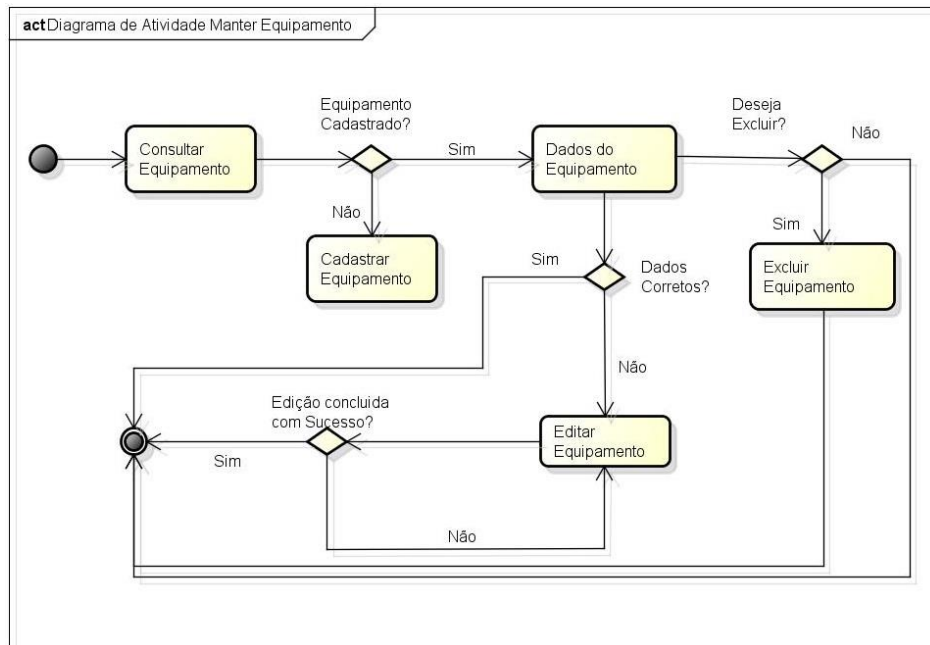 act Diagrama de Atividade Manter Equipamento
Equipamento
Cadastrado?
Deseja
Excluir?
Não
Consultar
Equipamento
Sim
Dados do
Equipamento
Não
Sim
Cadastrar
Equipamento
Sim
Dados
Corretos?
Excluir
Equipamento
Não
Edição concluida
com Sucesso?
Editar
Equipamento
Sim
Não